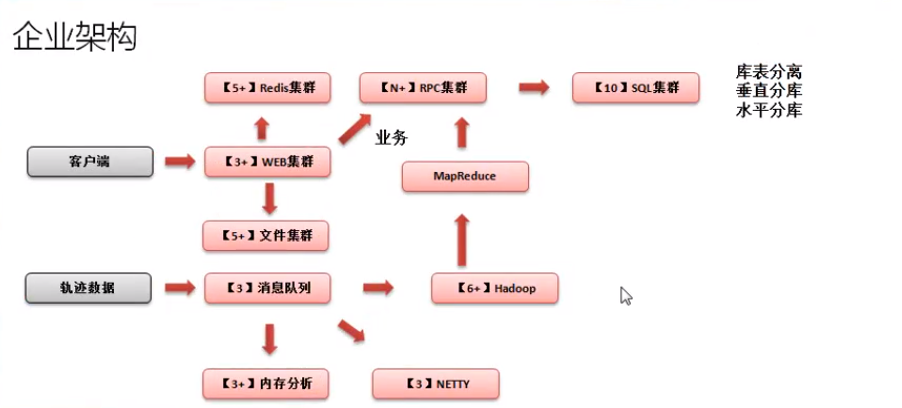 企业架构
【5+】Redis集群
【N+】RPC集群
【10】SQL集群
库表分离
垂直分库
水平分库
业务
客户端
【3+】WEB集群
MapReduce
【5+】文件集群
轨迹数据
【3】消息队列
【6+】Hadoop
【3+】内存分析
【3】NETTY